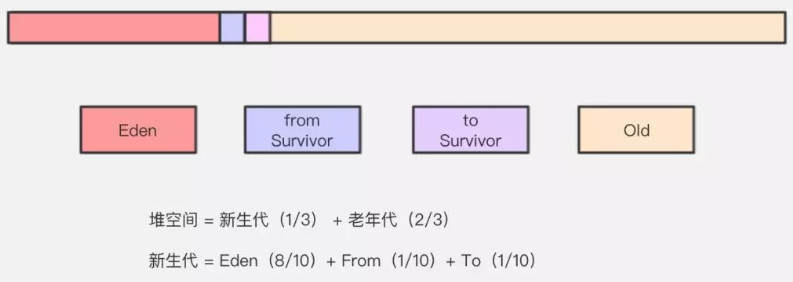 Eden
from
Survivor
to
Survivor
Old
堆空间 = 新生代（1/3） + 老年代（2/3）
新生代 = Eden（8/10）+ From（1/10）+ To（1/10）